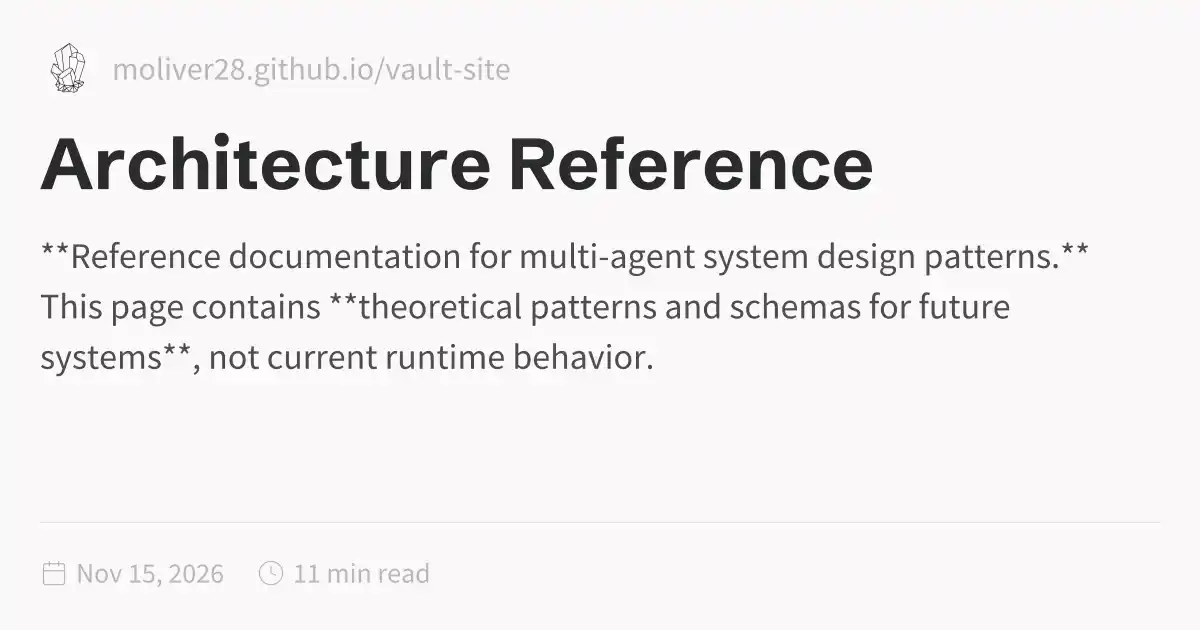 moliver28.github.io/vault-site
Architecture Reference
**Reference documentation for multi-agent system design patterns.**
This page contains **theoretical patterns and schemas for future
systems**, not current runtime behavior.
Nov 15, 2026 11 min read